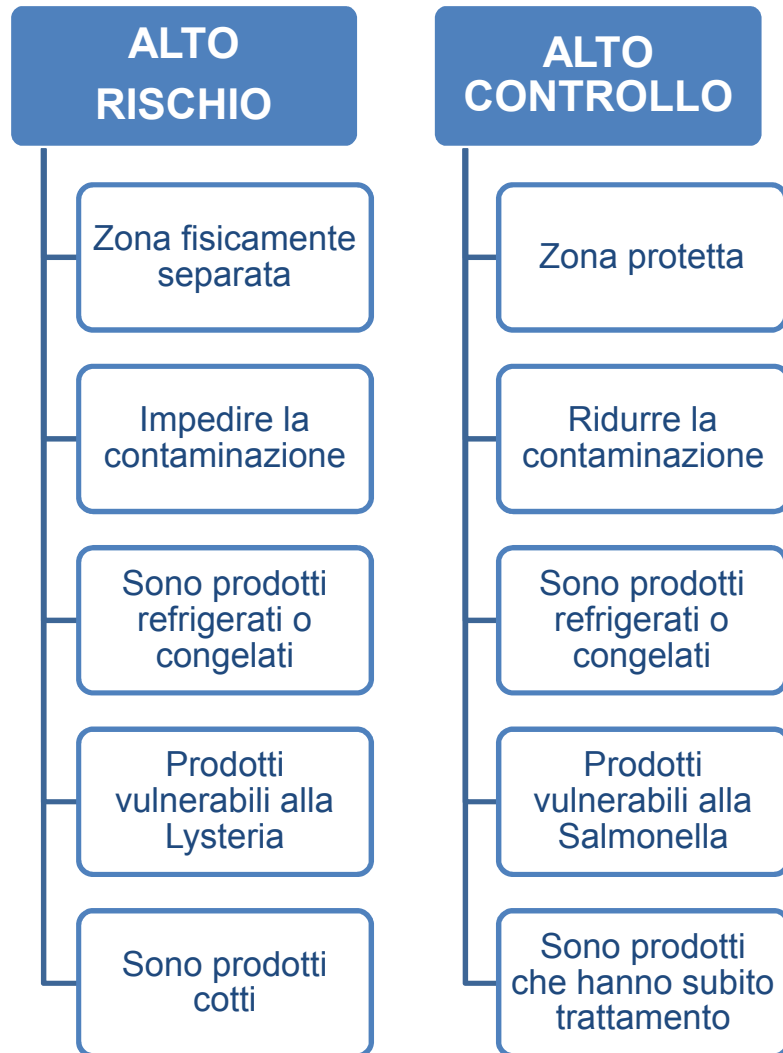 ALTO
RISCHIO
Zona fisicamente
separata
Impedire la
contaminazione
Sono prodotti
refrigerati o
congelati
Prodotti
vulnerabili alla
Lysteria
Sono prodotti
cotti
ALTO
CONTROLLO
Zona protetta
Ridurre la
contaminazione
Sono prodotti
refrigerati o
congelati
Prodotti
vulnerabili alla
Salmonella
Sono prodotti
che hanno subito
trattamento